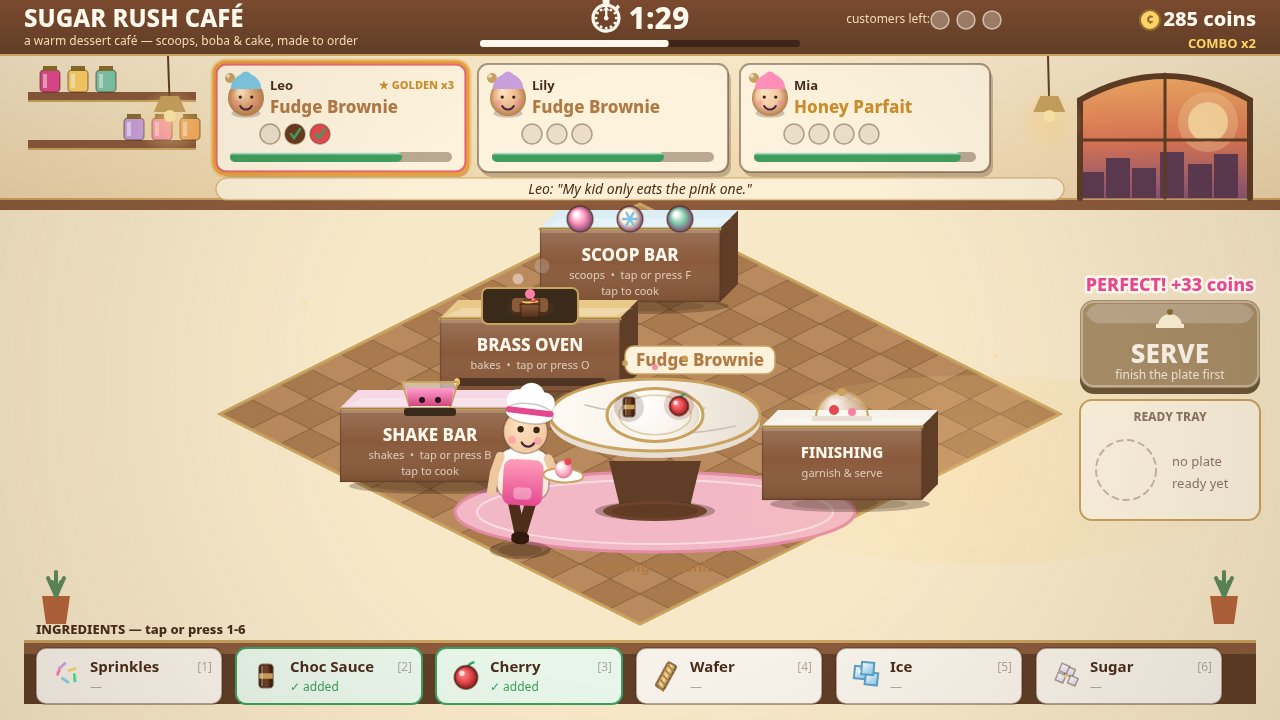 SUGAR RUSH CAFÉ
a warm dessert café — scoops, boba & cake, made to order
1:29
customers left:
¢ 285 coins
COMBO x2
Leo
★ GOLDEN x3
Fudge Brownie
Lily
Fudge Brownie
Mia
Honey Parfait
Leo: "My kid only eats the pink one."
SCOOP BAR
scoops • tap or press F
tap to cook
BRASS OVEN
bakes • tap or press O
Fudge Brownie
SHAKE BAR
shakes • tap or press B
tap to cook
FINISHING
garnish & serve
PERFECT! +33 coins
SERVE
finish the plate first
READY TRAY
no plate
ready yet
INGREDIENTS — tap or press 1-6
Sprinkles [1]
—
Choc Sauce [2]
✓ added
Cherry [3]
✓ added
Wafer [4]
—
Ice [5]
—
Sugar [6]
—